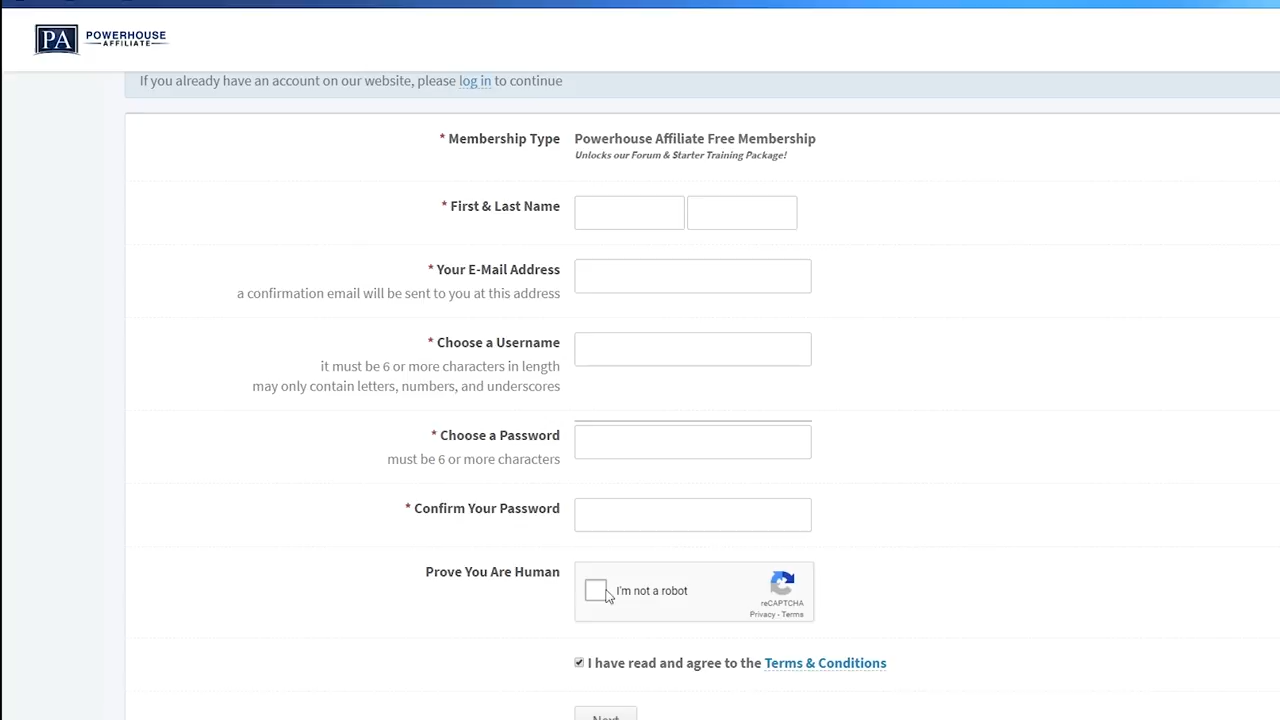 PA POWERHOUSE
AFFILIATE
If you already have an account on our website, please log in to continue
* Membership Type
Powerhouse Affiliate Free Membership
Unlocks our Forum & Starter Training Package!
* First & Last Name
* Your E-Mail Address
a confirmation email will be sent to you at this address
* Choose a Username
it must be 6 or more characters in length
may only contain letters, numbers, and underscores
* Choose a Password
must be 6 or more characters
* Confirm Your Password
Prove You Are Human
I'm not a robot
reCAPTCHA
Privacy - Terms
I have read and agree to the Terms & Conditions
Next